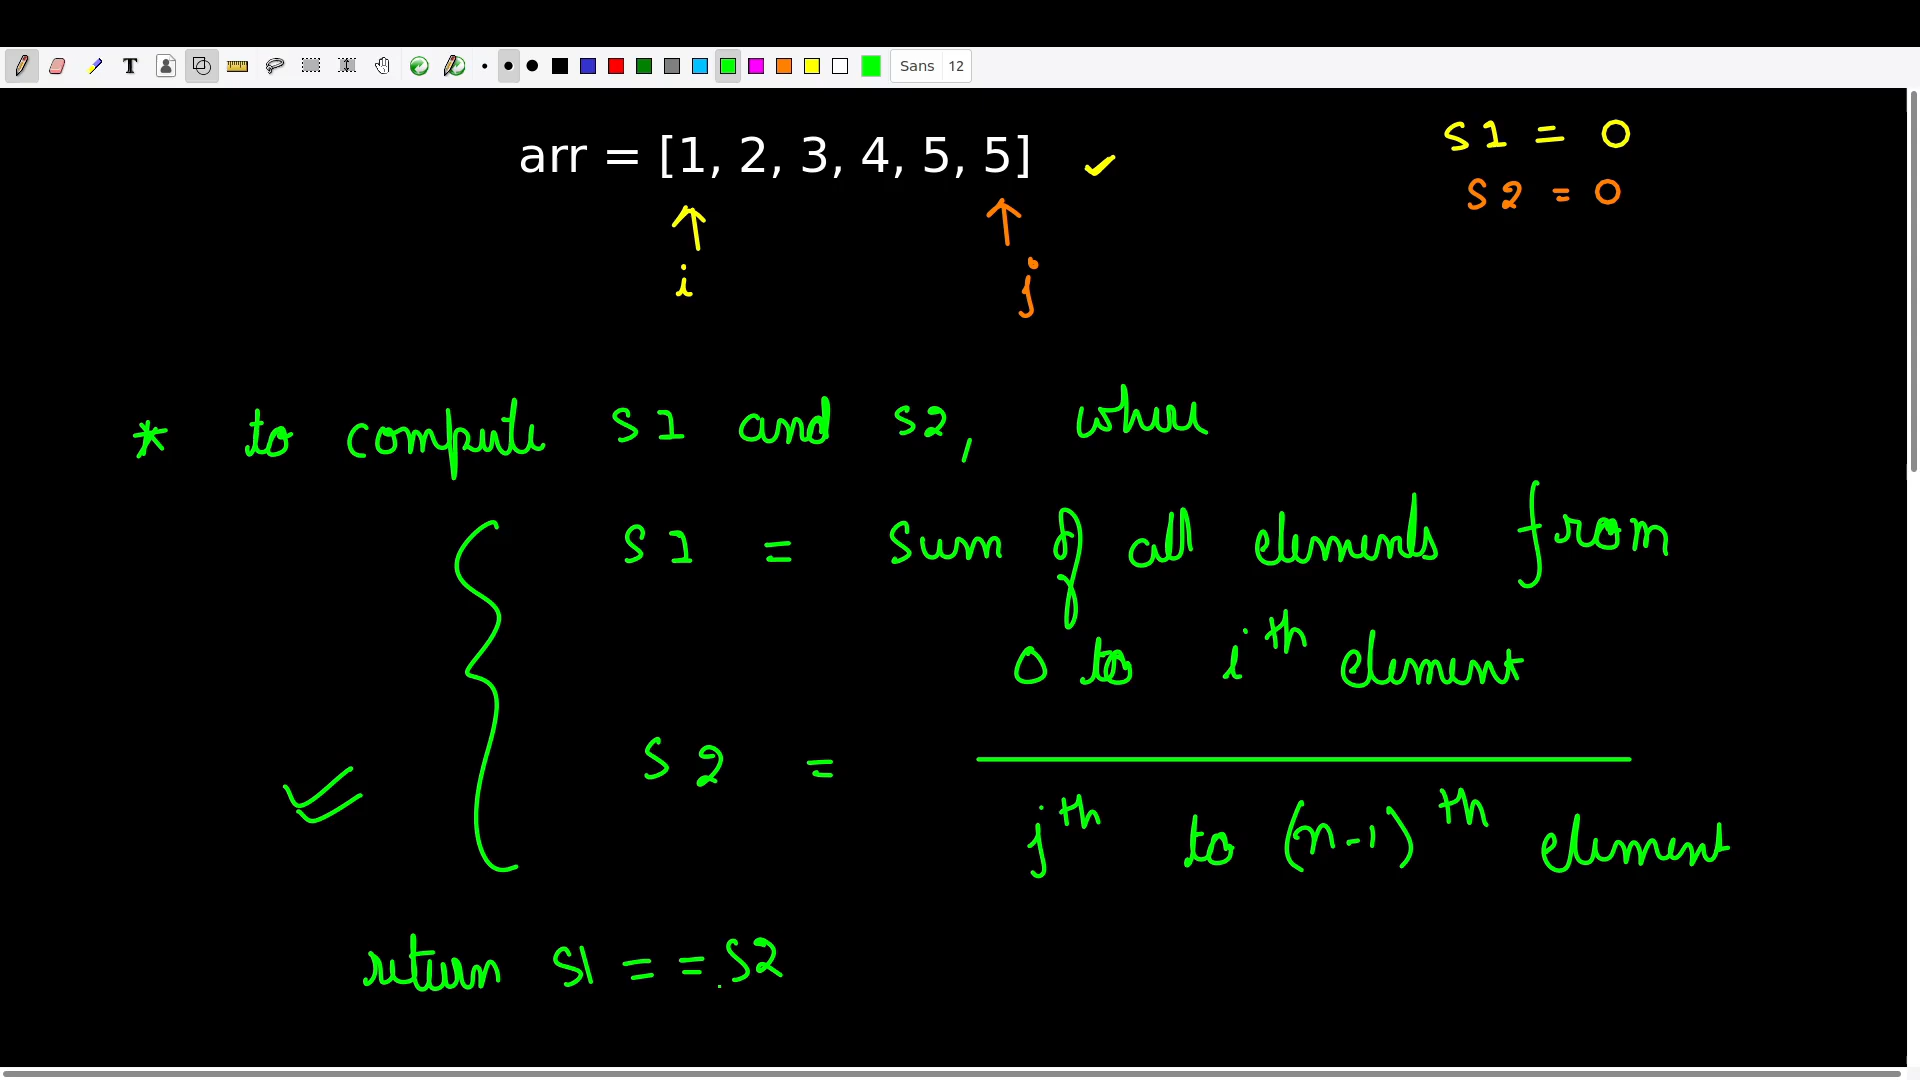 T Sans 12
arr = [1, 2, 3, 4, 5, 5]
S1 = 0
S2 = 0
i
j
* to compute S1 and S2, where
S1 = Sum of all elements from
0 to i^th element
S2 =
j^th to (n-1)^th element
return S1 == S2